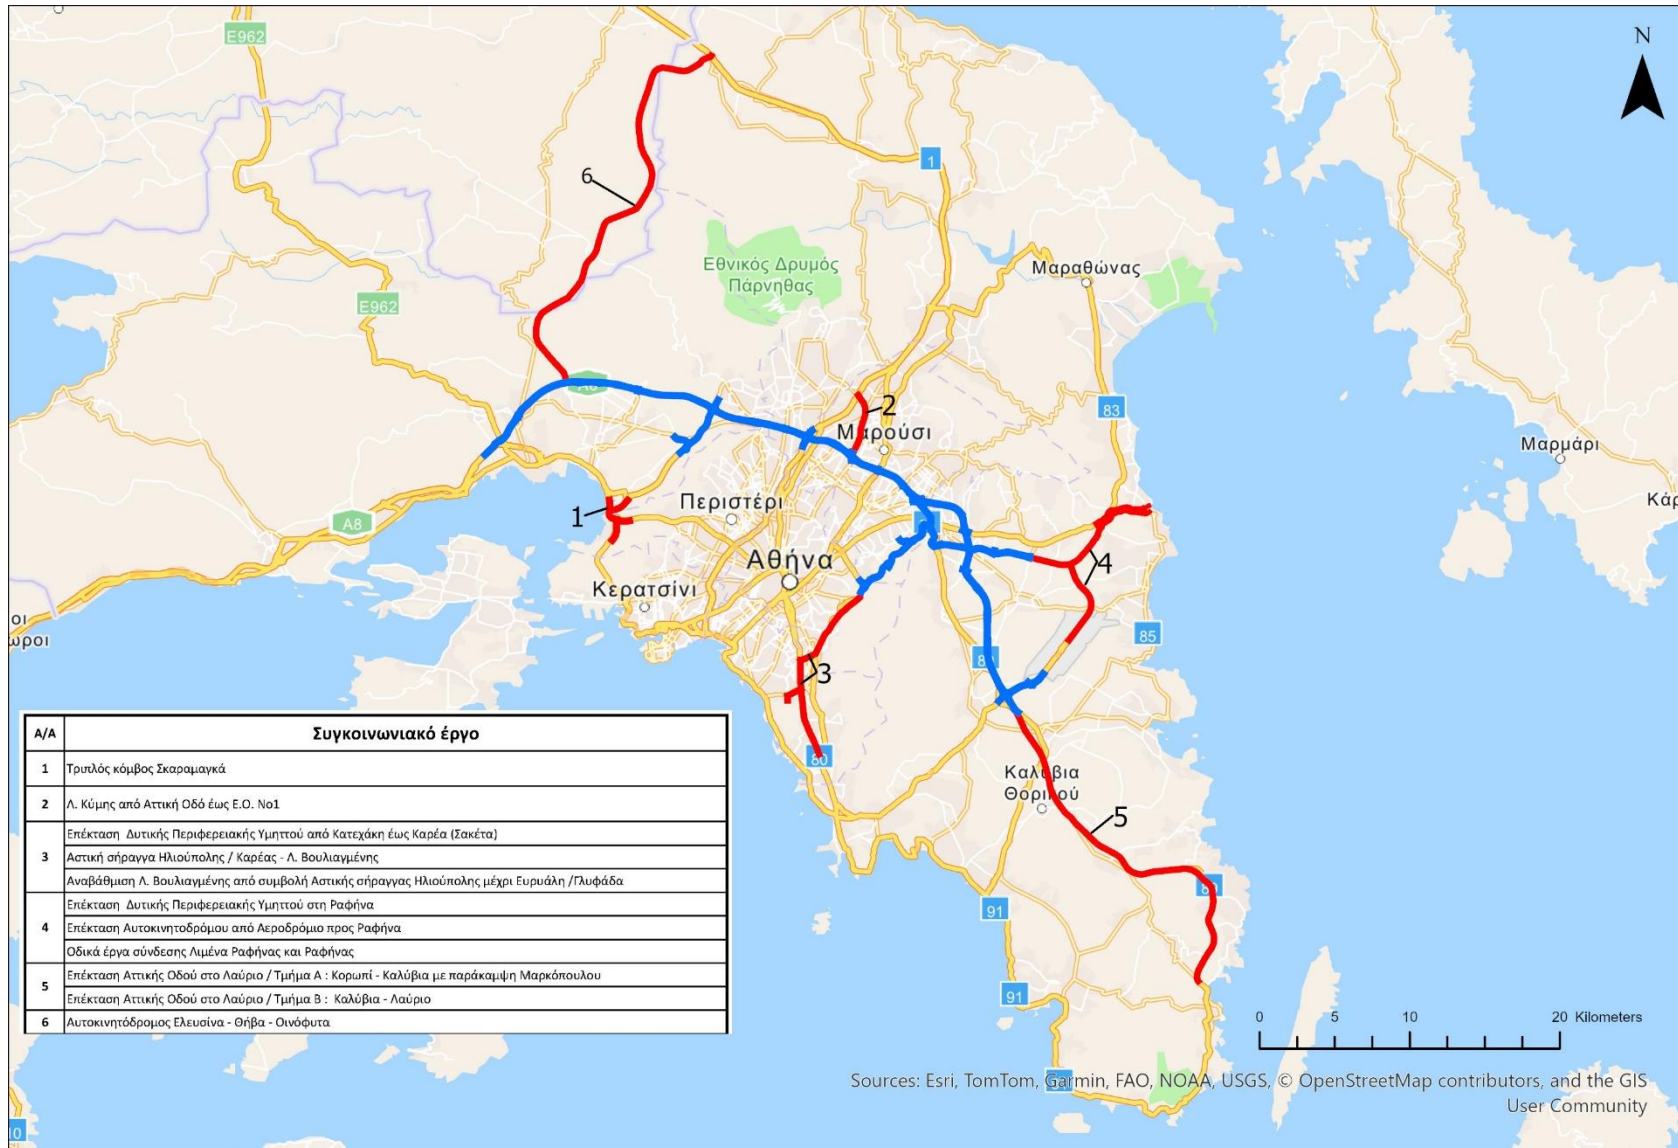 E962
N
1
6
Εθνικός Δρυμός
Πάρνηθας
Μαραθώνας
E962
2
83
Μαρούσι
Μαρμάρι
1
Περιστέρι
A8
4
Αθήνα
Κερατσίνι
85
3
80
Α/Α Συγκοινωνιακό έργο
1 Τριπλός κόμβος Σκαραμαγκά
2 Λ. Κύμης από Αττική Οδό έως Ε.Ο. Νο1
3 Επέκταση Δυτικής Περιφερειακής Υμηττού από Κατεχάκη έως Καρέα (Σακέτα)
Αστική σήραγγα Ηλιούπολης / Καρέας - Λ. Βουλιαγμένης
Αναβάθμιση Λ. Βουλιαγμένης από συμβολή Αστικής σήραγγας Ηλιούπολης μέχρι Ευρυάλη /Γλυφάδα
4 Επέκταση Δυτικής Περιφερειακής Υμηττού στη Ραφήνα
Επέκταση Αυτοκινητοδρόμου από Αεροδρόμιο προς Ραφήνα
Οδικά έργα σύνδεσης Λιμένα Ραφήνας και Ραφήνας
5 Επέκταση Αττικής Οδού στο Λαύριο / Τμήμα Α : Κορωπί - Καλύβια με παράκαμψη Μαρκόπουλου
Επέκταση Αττικής Οδού στο Λαύριο / Τμήμα Β : Καλύβια - Λαύριο
6 Αυτοκινητόδρομος Ελευσίνα - Θήβα - Οινόφυτα
Καλύβια
Θορικού
5
91
91
0 5 10 20 Kilometers
Sources: Esri, TomTom, Garmin, FAO, NOAA, USGS, © OpenStreetMap contributors, and the GIS
User Community